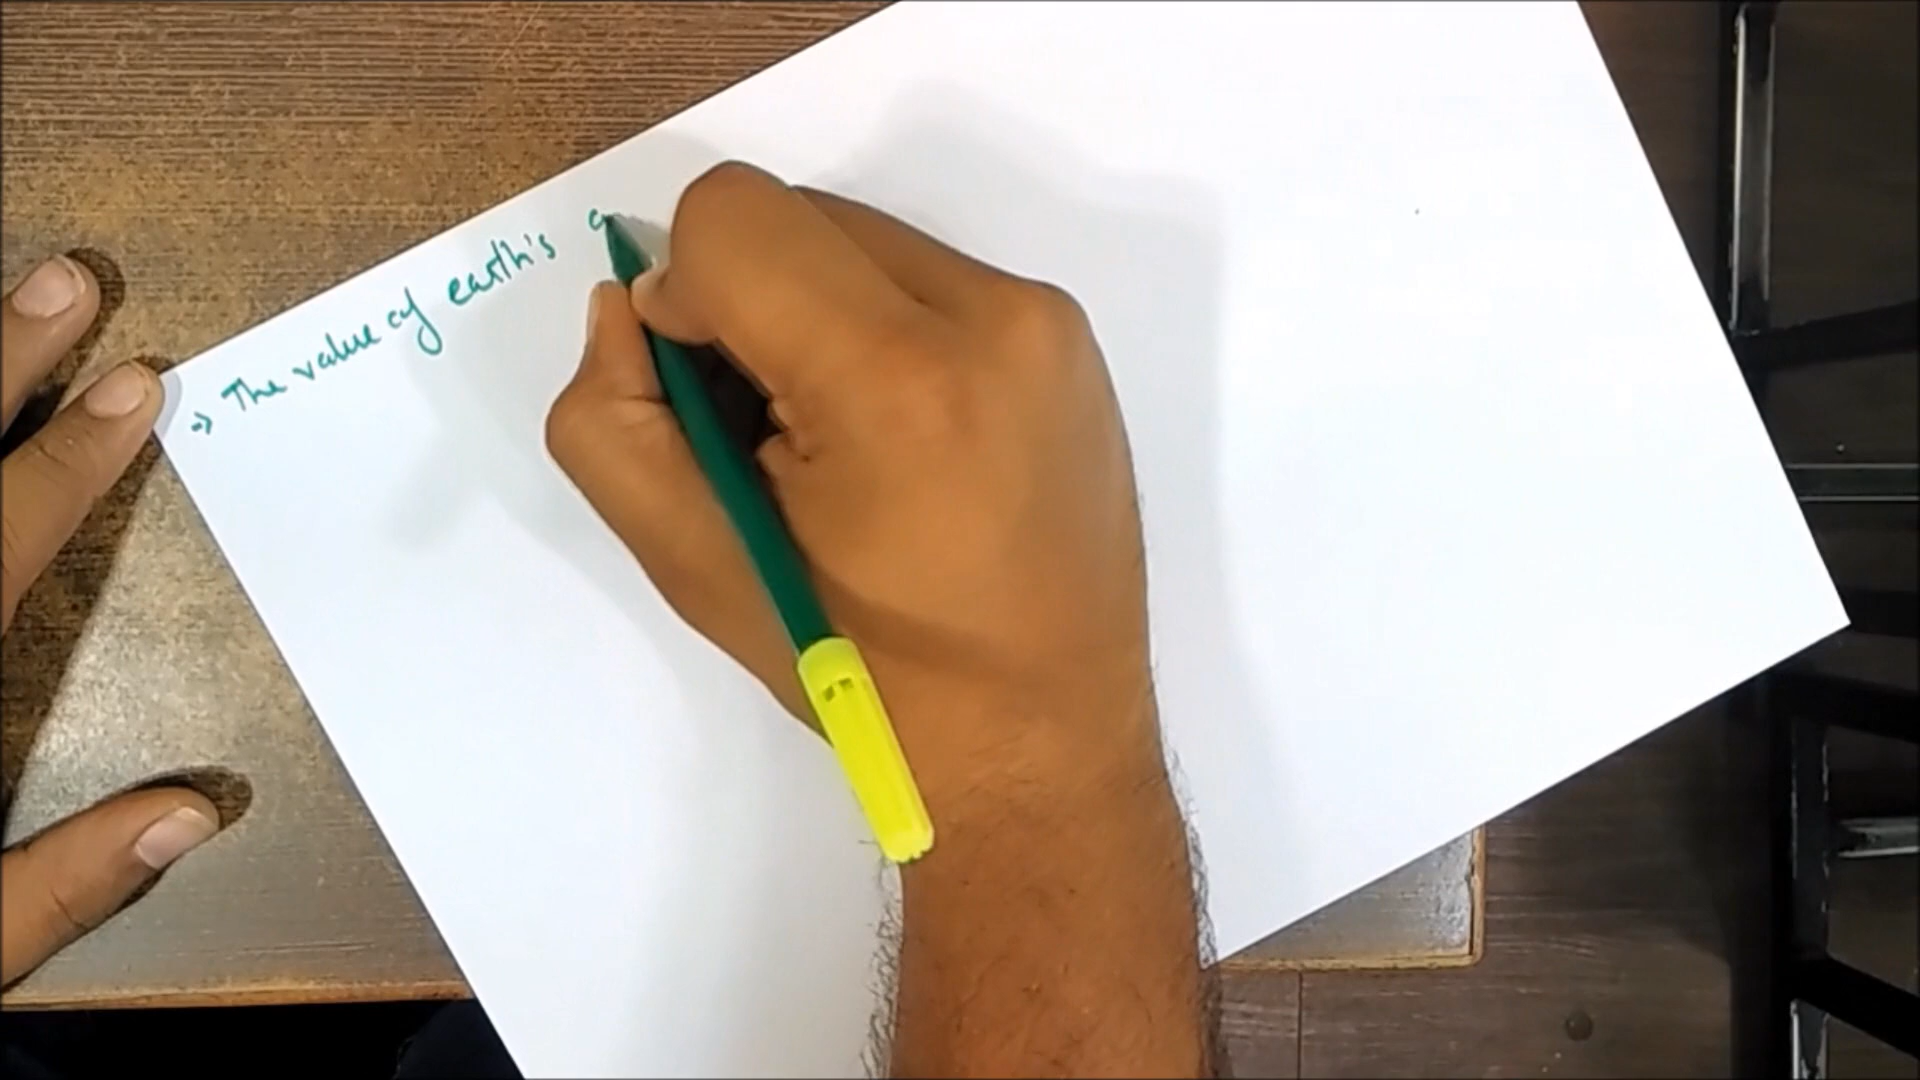 ⇒ The value of earth's